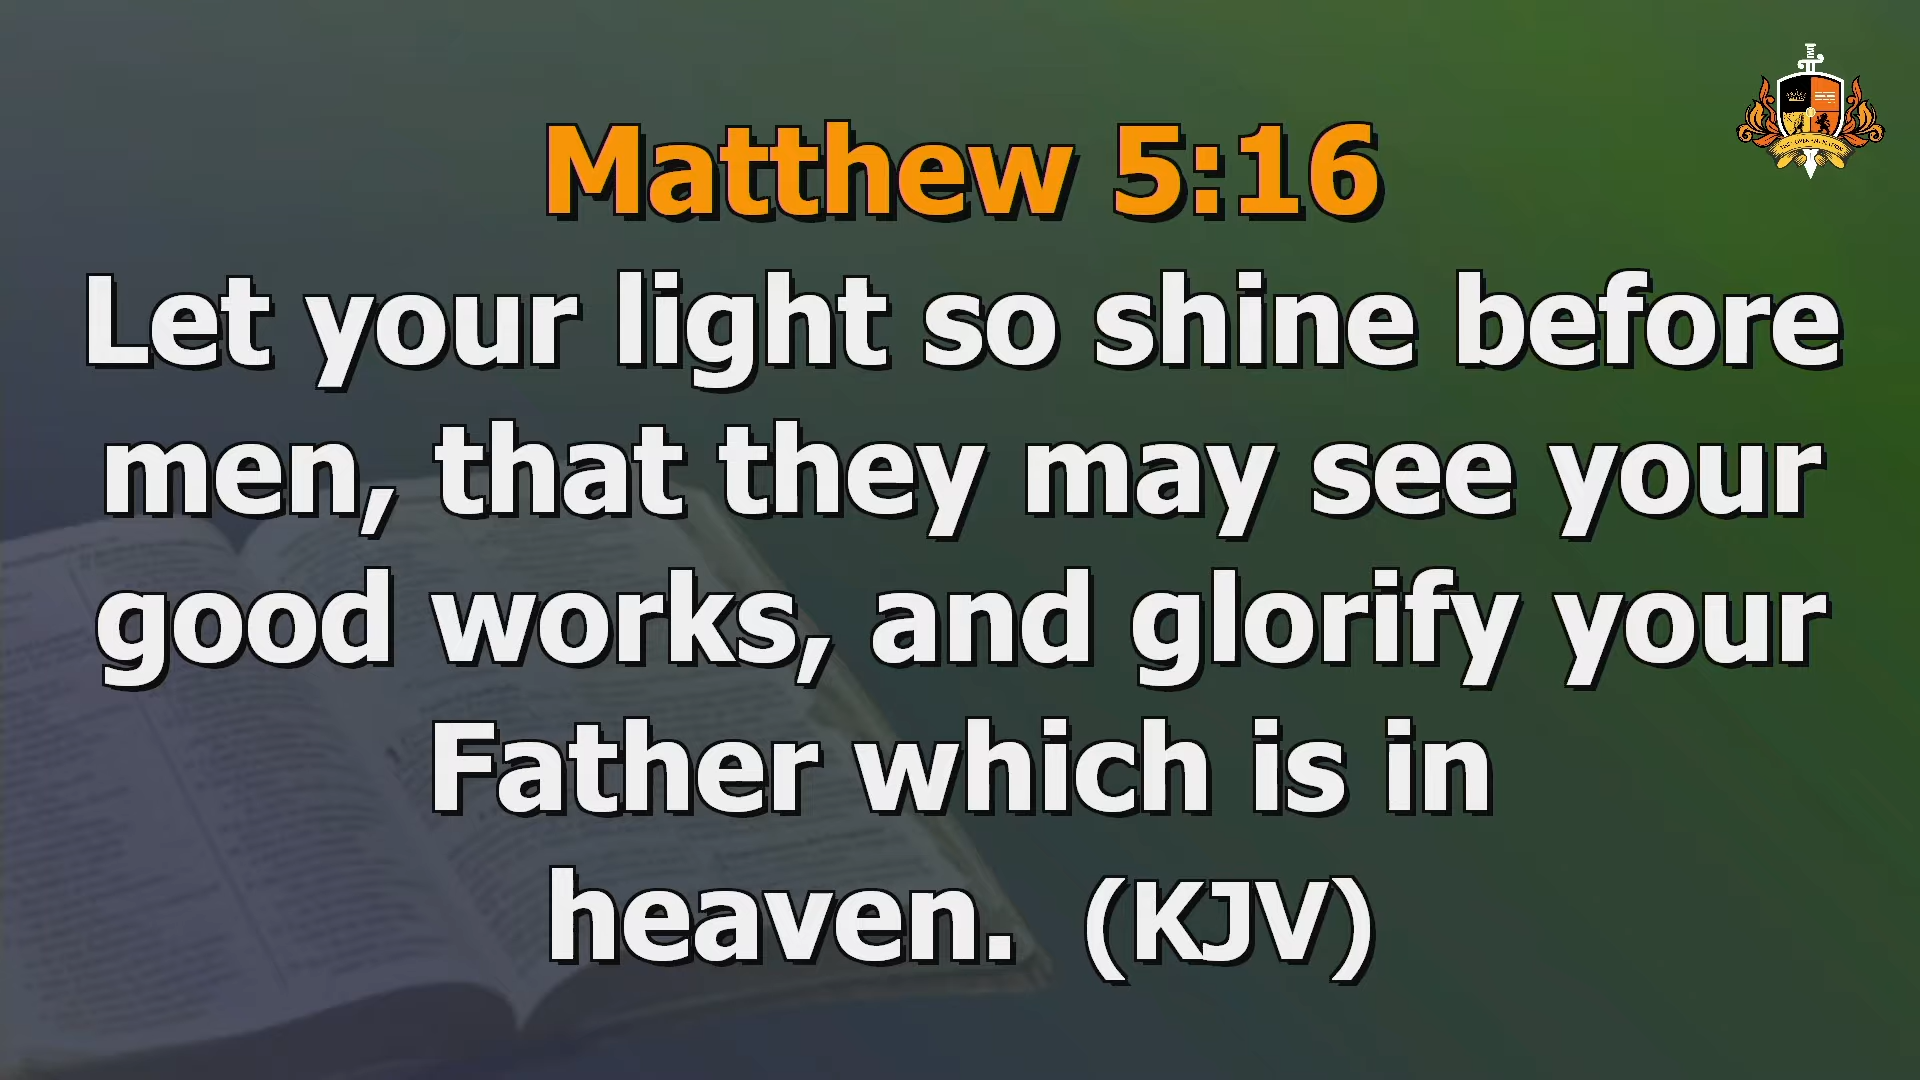 Matthew 5:16
Let your light so shine before
men, that they may see your
good works, and glorify your
Father which is in
heaven.  (KJV)